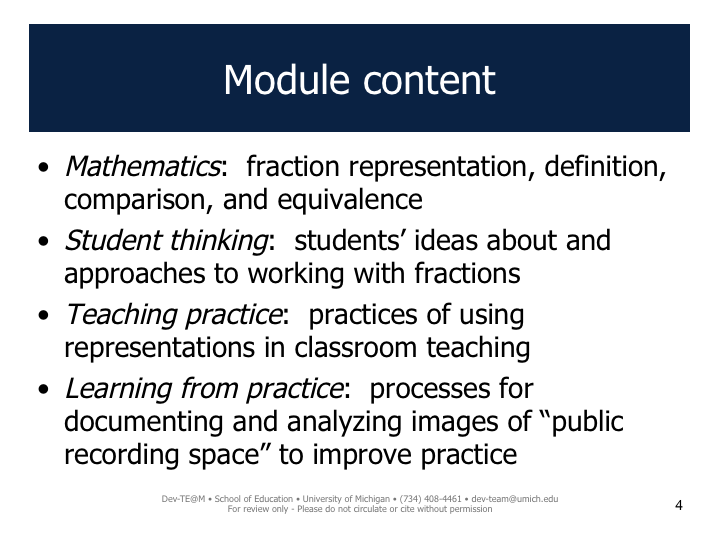 Module content
• Mathematics:  fraction representation, definition,
comparison, and equivalence
• Student thinking:  students’ ideas about and
approaches to working with fractions
• Teaching practice:  practices of using
representations in classroom teaching
• Learning from practice:  processes for
documenting and analyzing images of “public
recording space” to improve practice
Dev-TE@M • School of Education • University of Michigan • (734) 408-4461 • dev-team@umich.edu
For review only - Please do not circulate or cite without permission
4